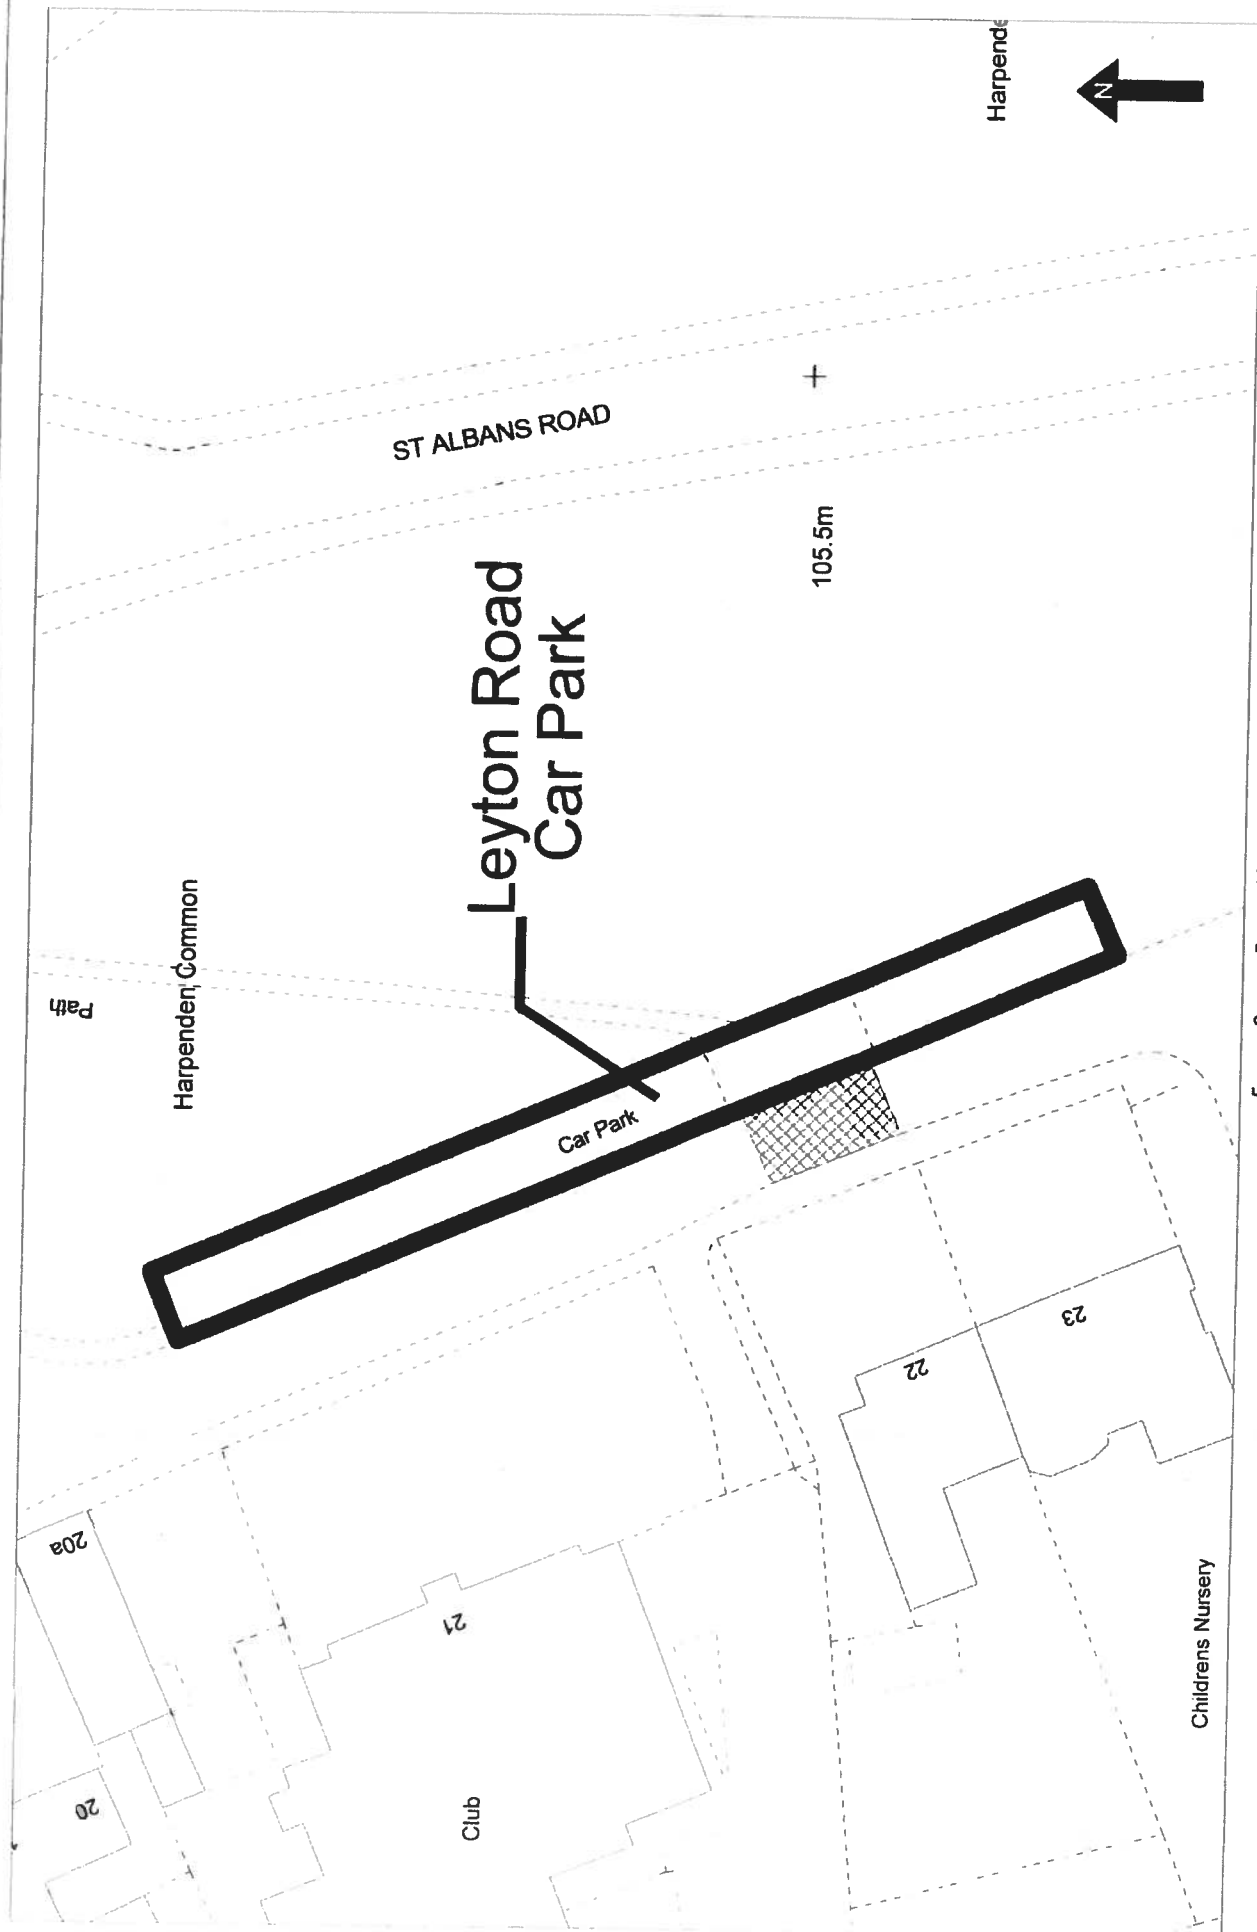 20
20a
Path
Harpenden Common
21
Club
Leyton Road
Car Park
ST ALBANS ROAD
Car Park
105.5m
22
23
Harpende
N
Childrens Nursery